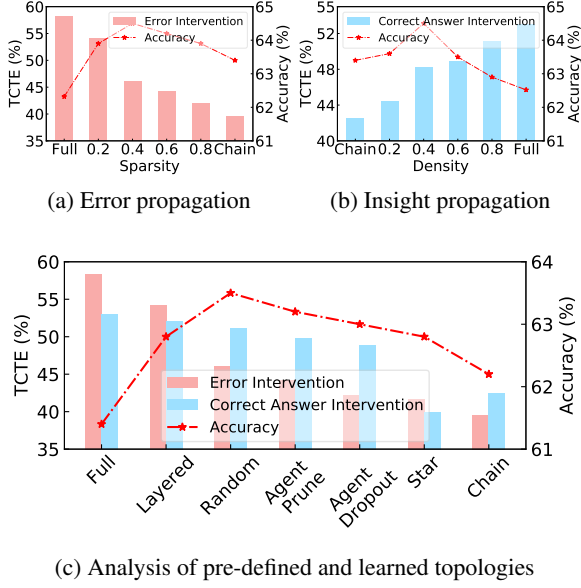 TCTE (%)
60
55
50
45
40
35
Error Intervention
Accuracy
65
64
63
62
61
Accuracy (%)
Full 0.2 0.4 0.6 0.8 Chain
Sparsity
(a) Error propagation
TCTE (%)
56
52
48
44
40
Correct Answer Intervention
Accuracy
65
64
63
62
61
Accuracy (%)
Chain 0.2 0.4 0.6 0.8 Full
Density
(b) Insight propagation
TCTE (%)
60
55
50
45
40
35
Error Intervention
Correct Answer Intervention
Accuracy
64
63
62
61
Accuracy (%)
Full
Layered
Random
Agent
Prune
Agent
Dropout
Star
Chain
(c) Analysis of pre-defined and learned topologies